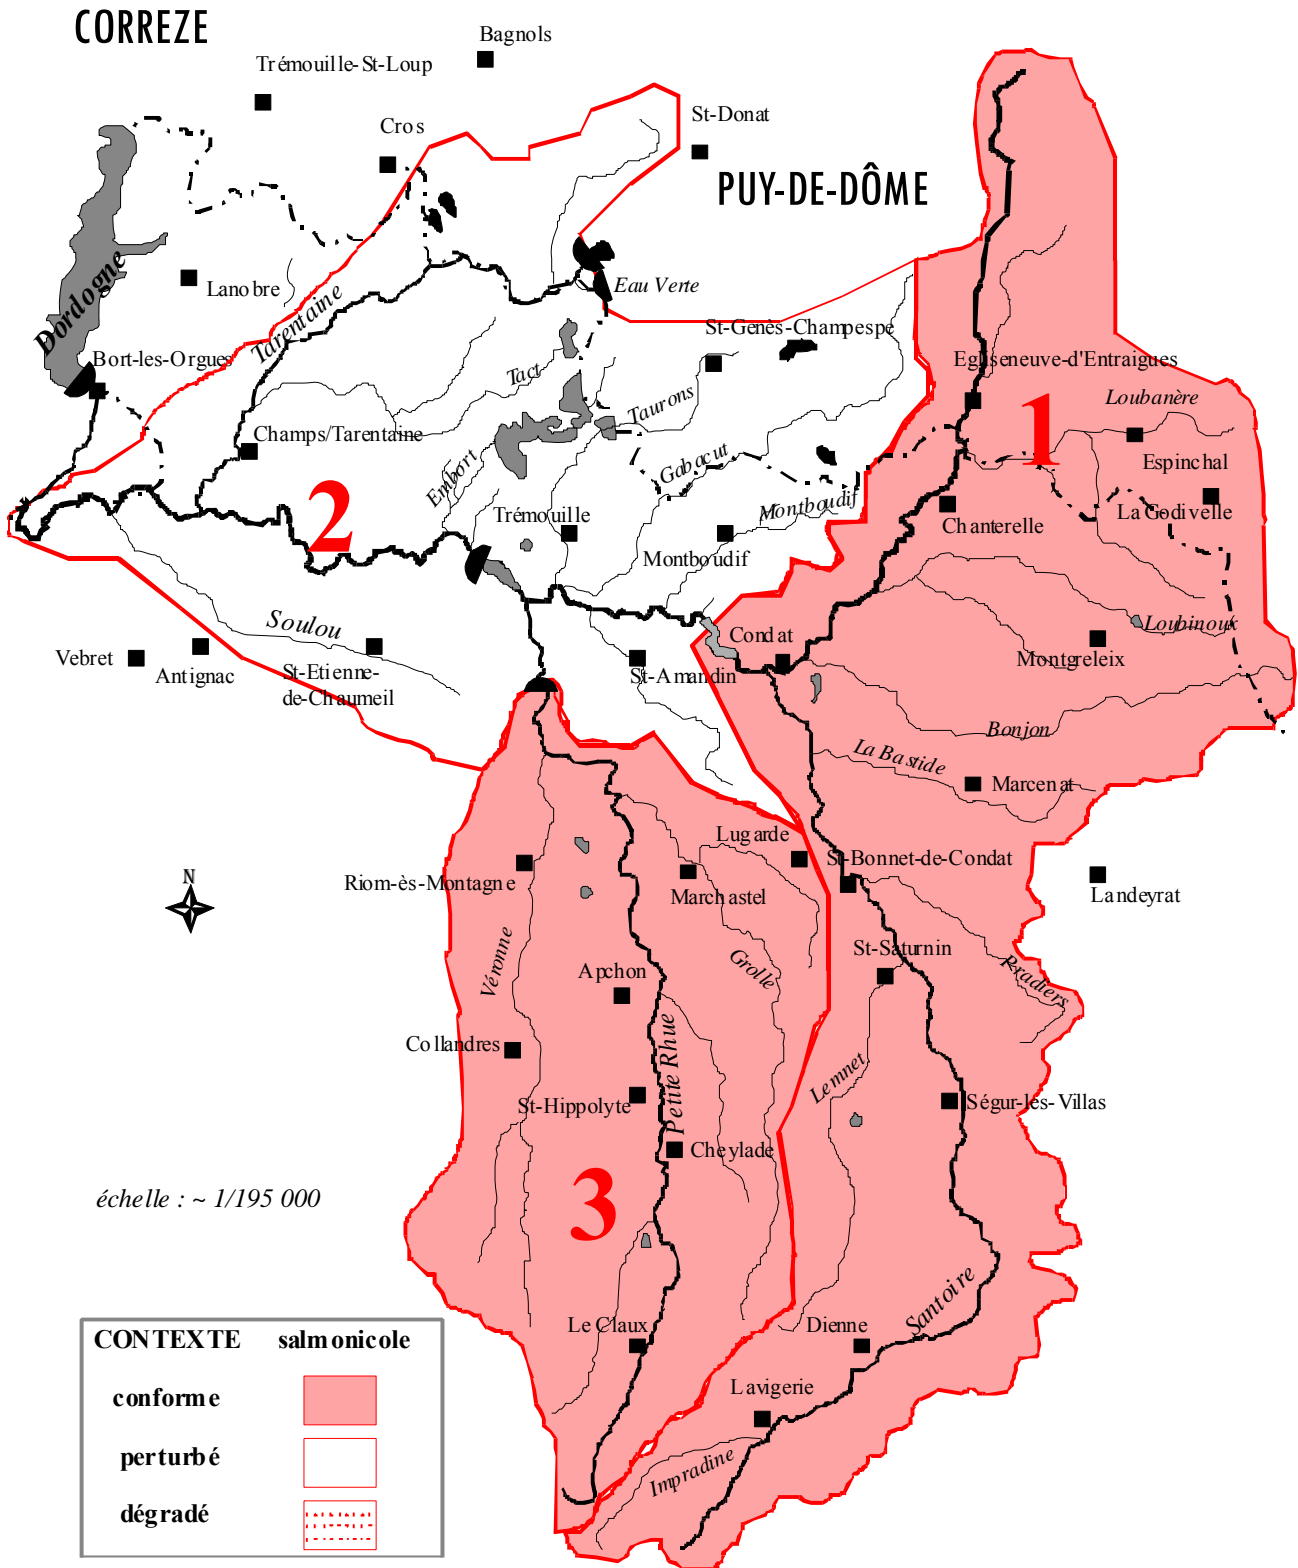 CORREZE
Bagnols
Trémouille-St-Loup
Cros
St-Donat
PUY-DE-DÔME
Dordogne
Lanobre
Tarentaine
Eau Verte
St-Genès-Champespe
Bort-les-Orgues
Tact
Taurons
Egliseneuve-d'Entraigues
1
Loubanère
Champs/Tarentaine
Embort
Gabacut
Espinchal
2
Trémouille
Montboudif
Chanterelle
La Godivelle
Montboudif
Soulou
Condat
Loubinoux
Vebret
Antignac
St-Etienne-
de-Chaumeil
St-Amandin
Montgreleix
Bonjon
La Bastide
Marcenat
Lugarde
St-Bonnet-de-Condat
N
Riom-ès-Montagne
Marchastel
Landeyrat
Véronne
Grolle
St-Saturnin
Pradiers
Apchon
Collandres
Petite Rhue
Lemnet
St-Hippolyte
Ségur-les-Villas
Cheylade
échelle : ~ 1/195 000
3
Santoire
Le Claux
Dienne
CONTEXTE salmonicole
conforme
Lavigerie
perturbé
Impradine
dégradé